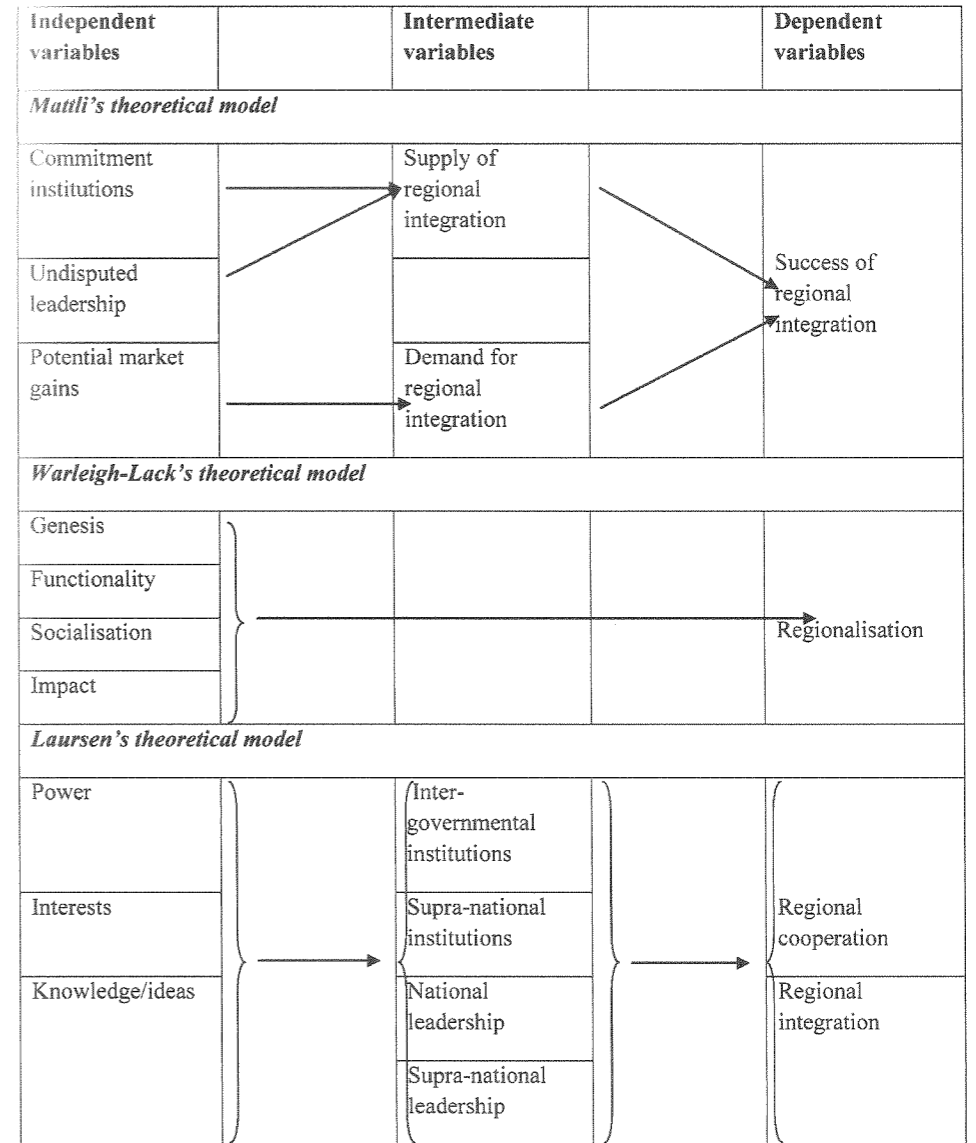 Independent
variables
Intermediate
variables
Dependent
variables
Mattli's theoretical model
Commitment
institutions
Supply of
regional
integration
Undisputed
leadership
Success of
regional
integration
Potential market
gains
Demand for
regional
integration
Warleigh-Lack's theoretical model
Genesis
Functionality
Socialisation
Regionalisation
Impact
Laursen's theoretical model
Power
Inter-
governmental
institutions
Interests
Supra-national
institutions
Regional
cooperation
Knowledge/ideas
National
leadership
Regional
integration
Supra-national
leadership